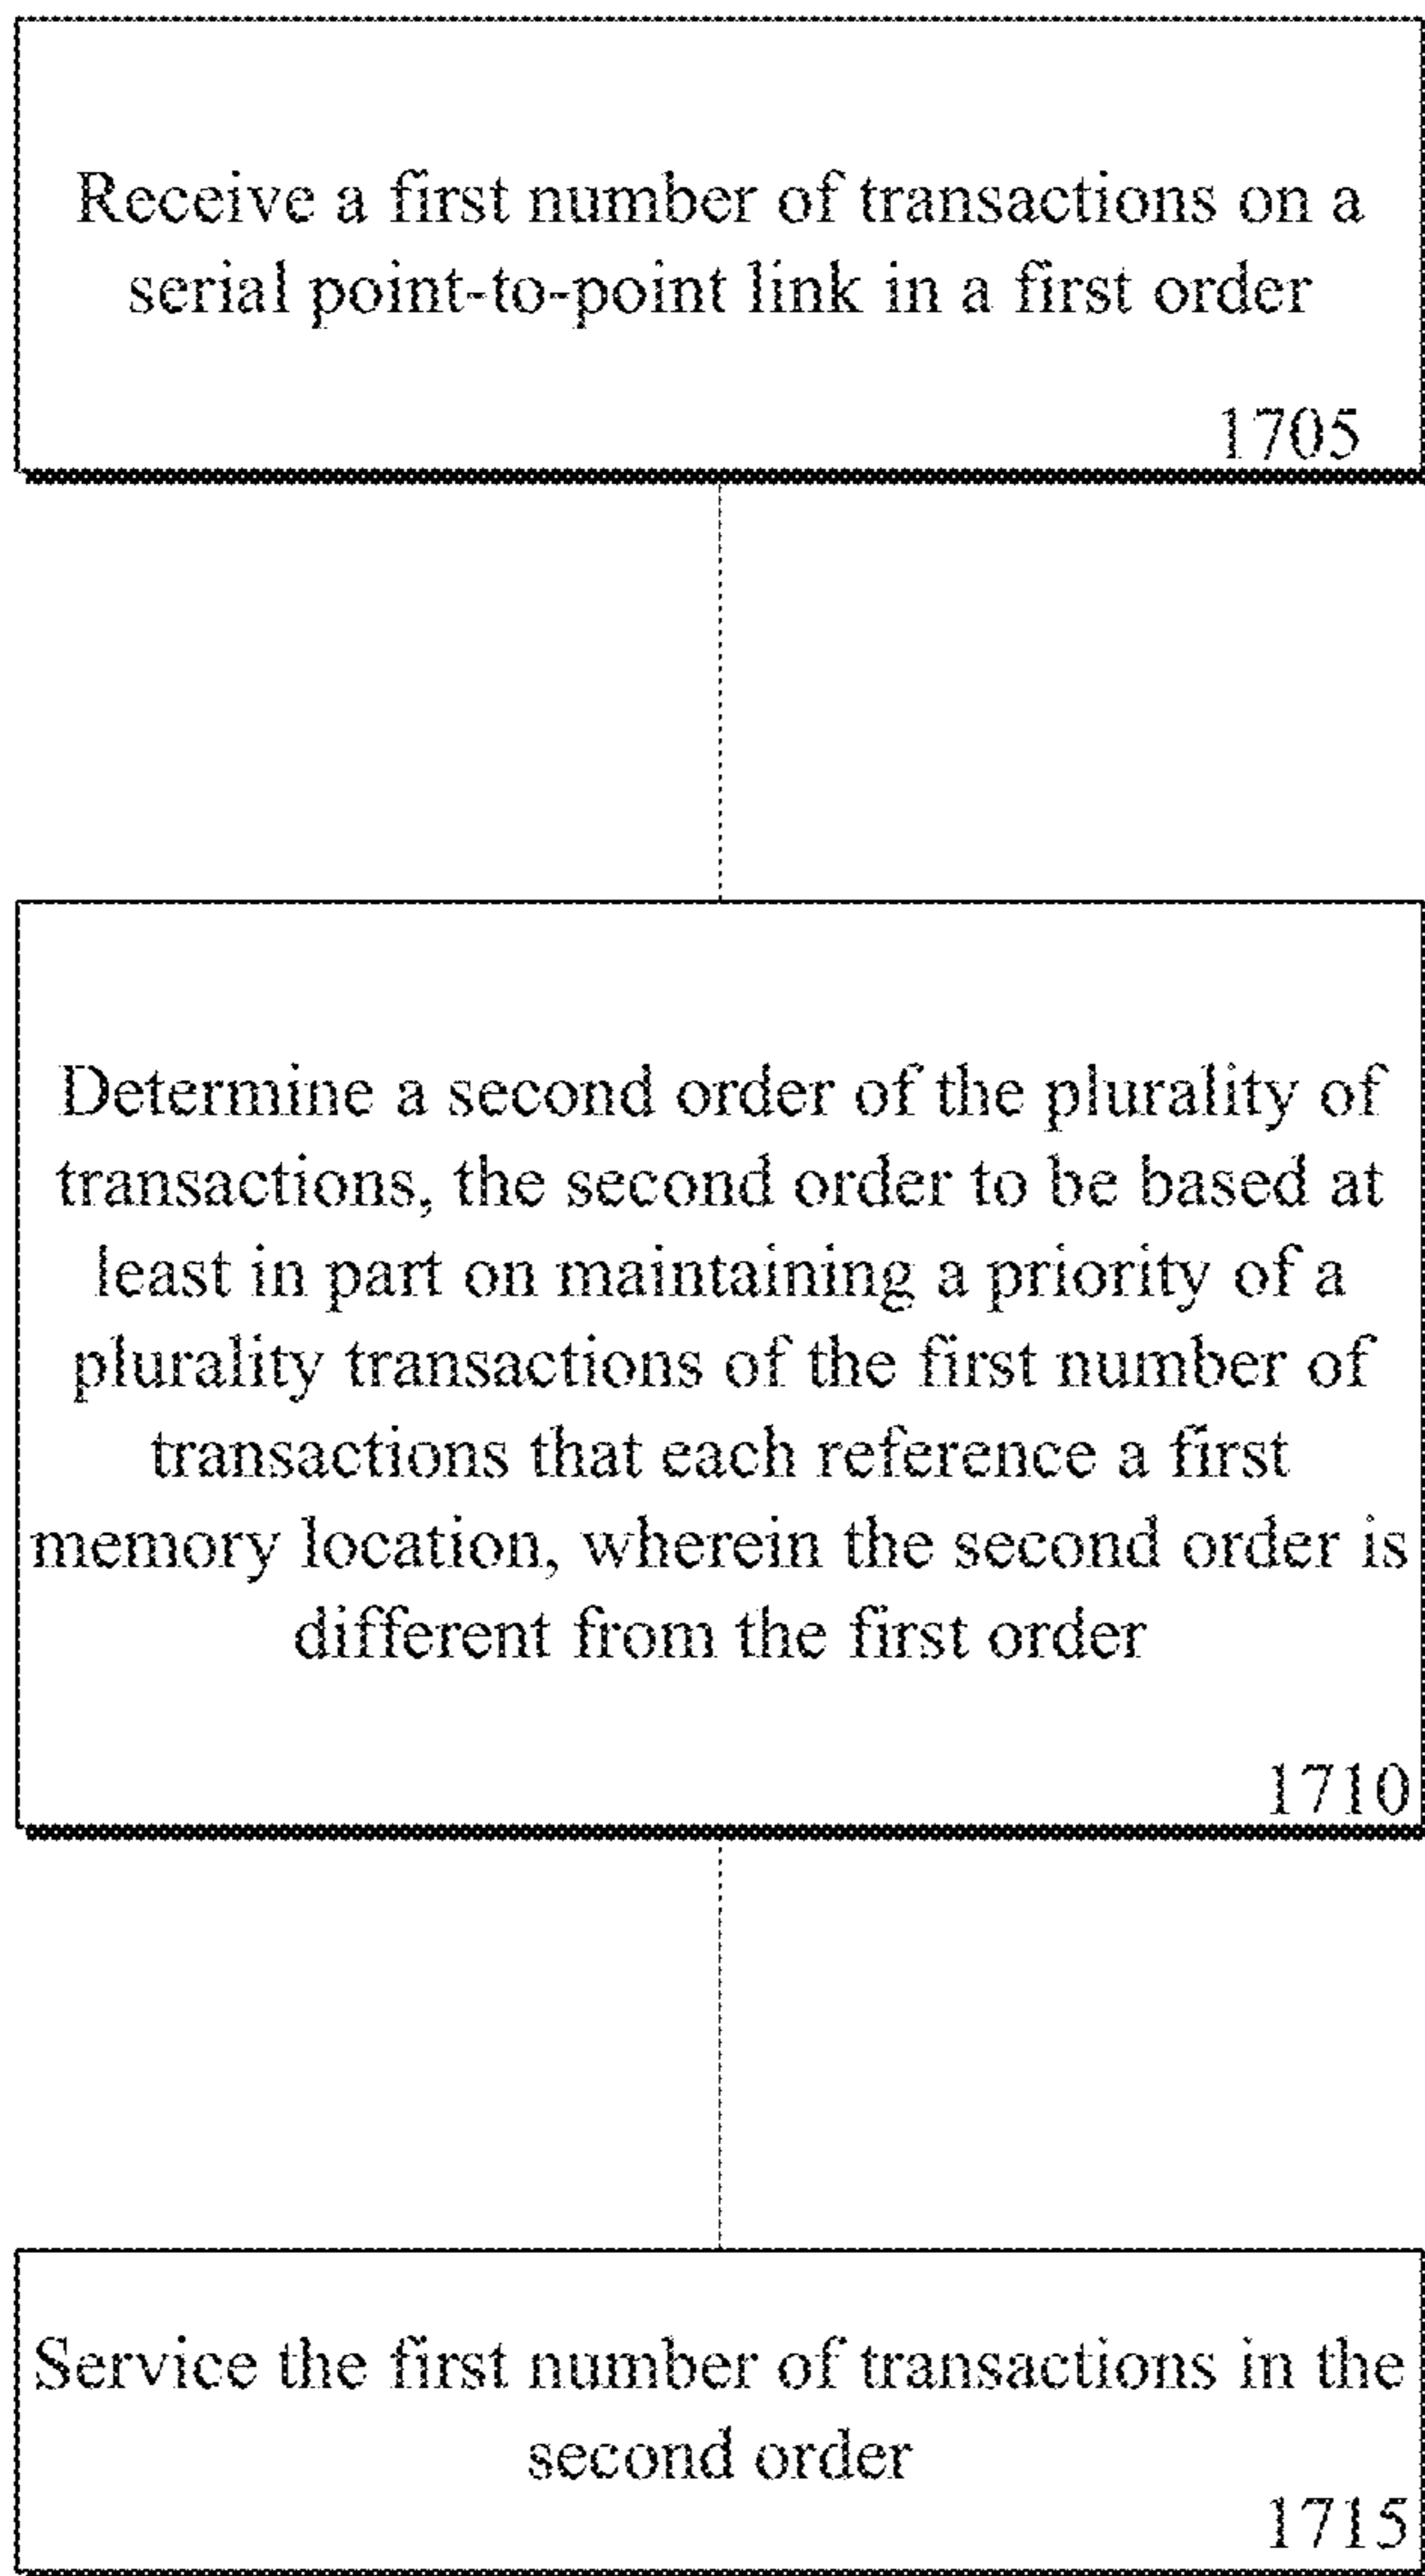 Receive a first number of transactions on a
serial point-to-point link in a first order
1705
Determine a second order of the plurality of
transactions, the second order to be based at
least in part on maintaining a priority of a
plurality transactions of the first number of
transactions that each reference a first
memory location, wherein the second order is
different from the first order
1710
Service the first number of transactions in the
second order
1715